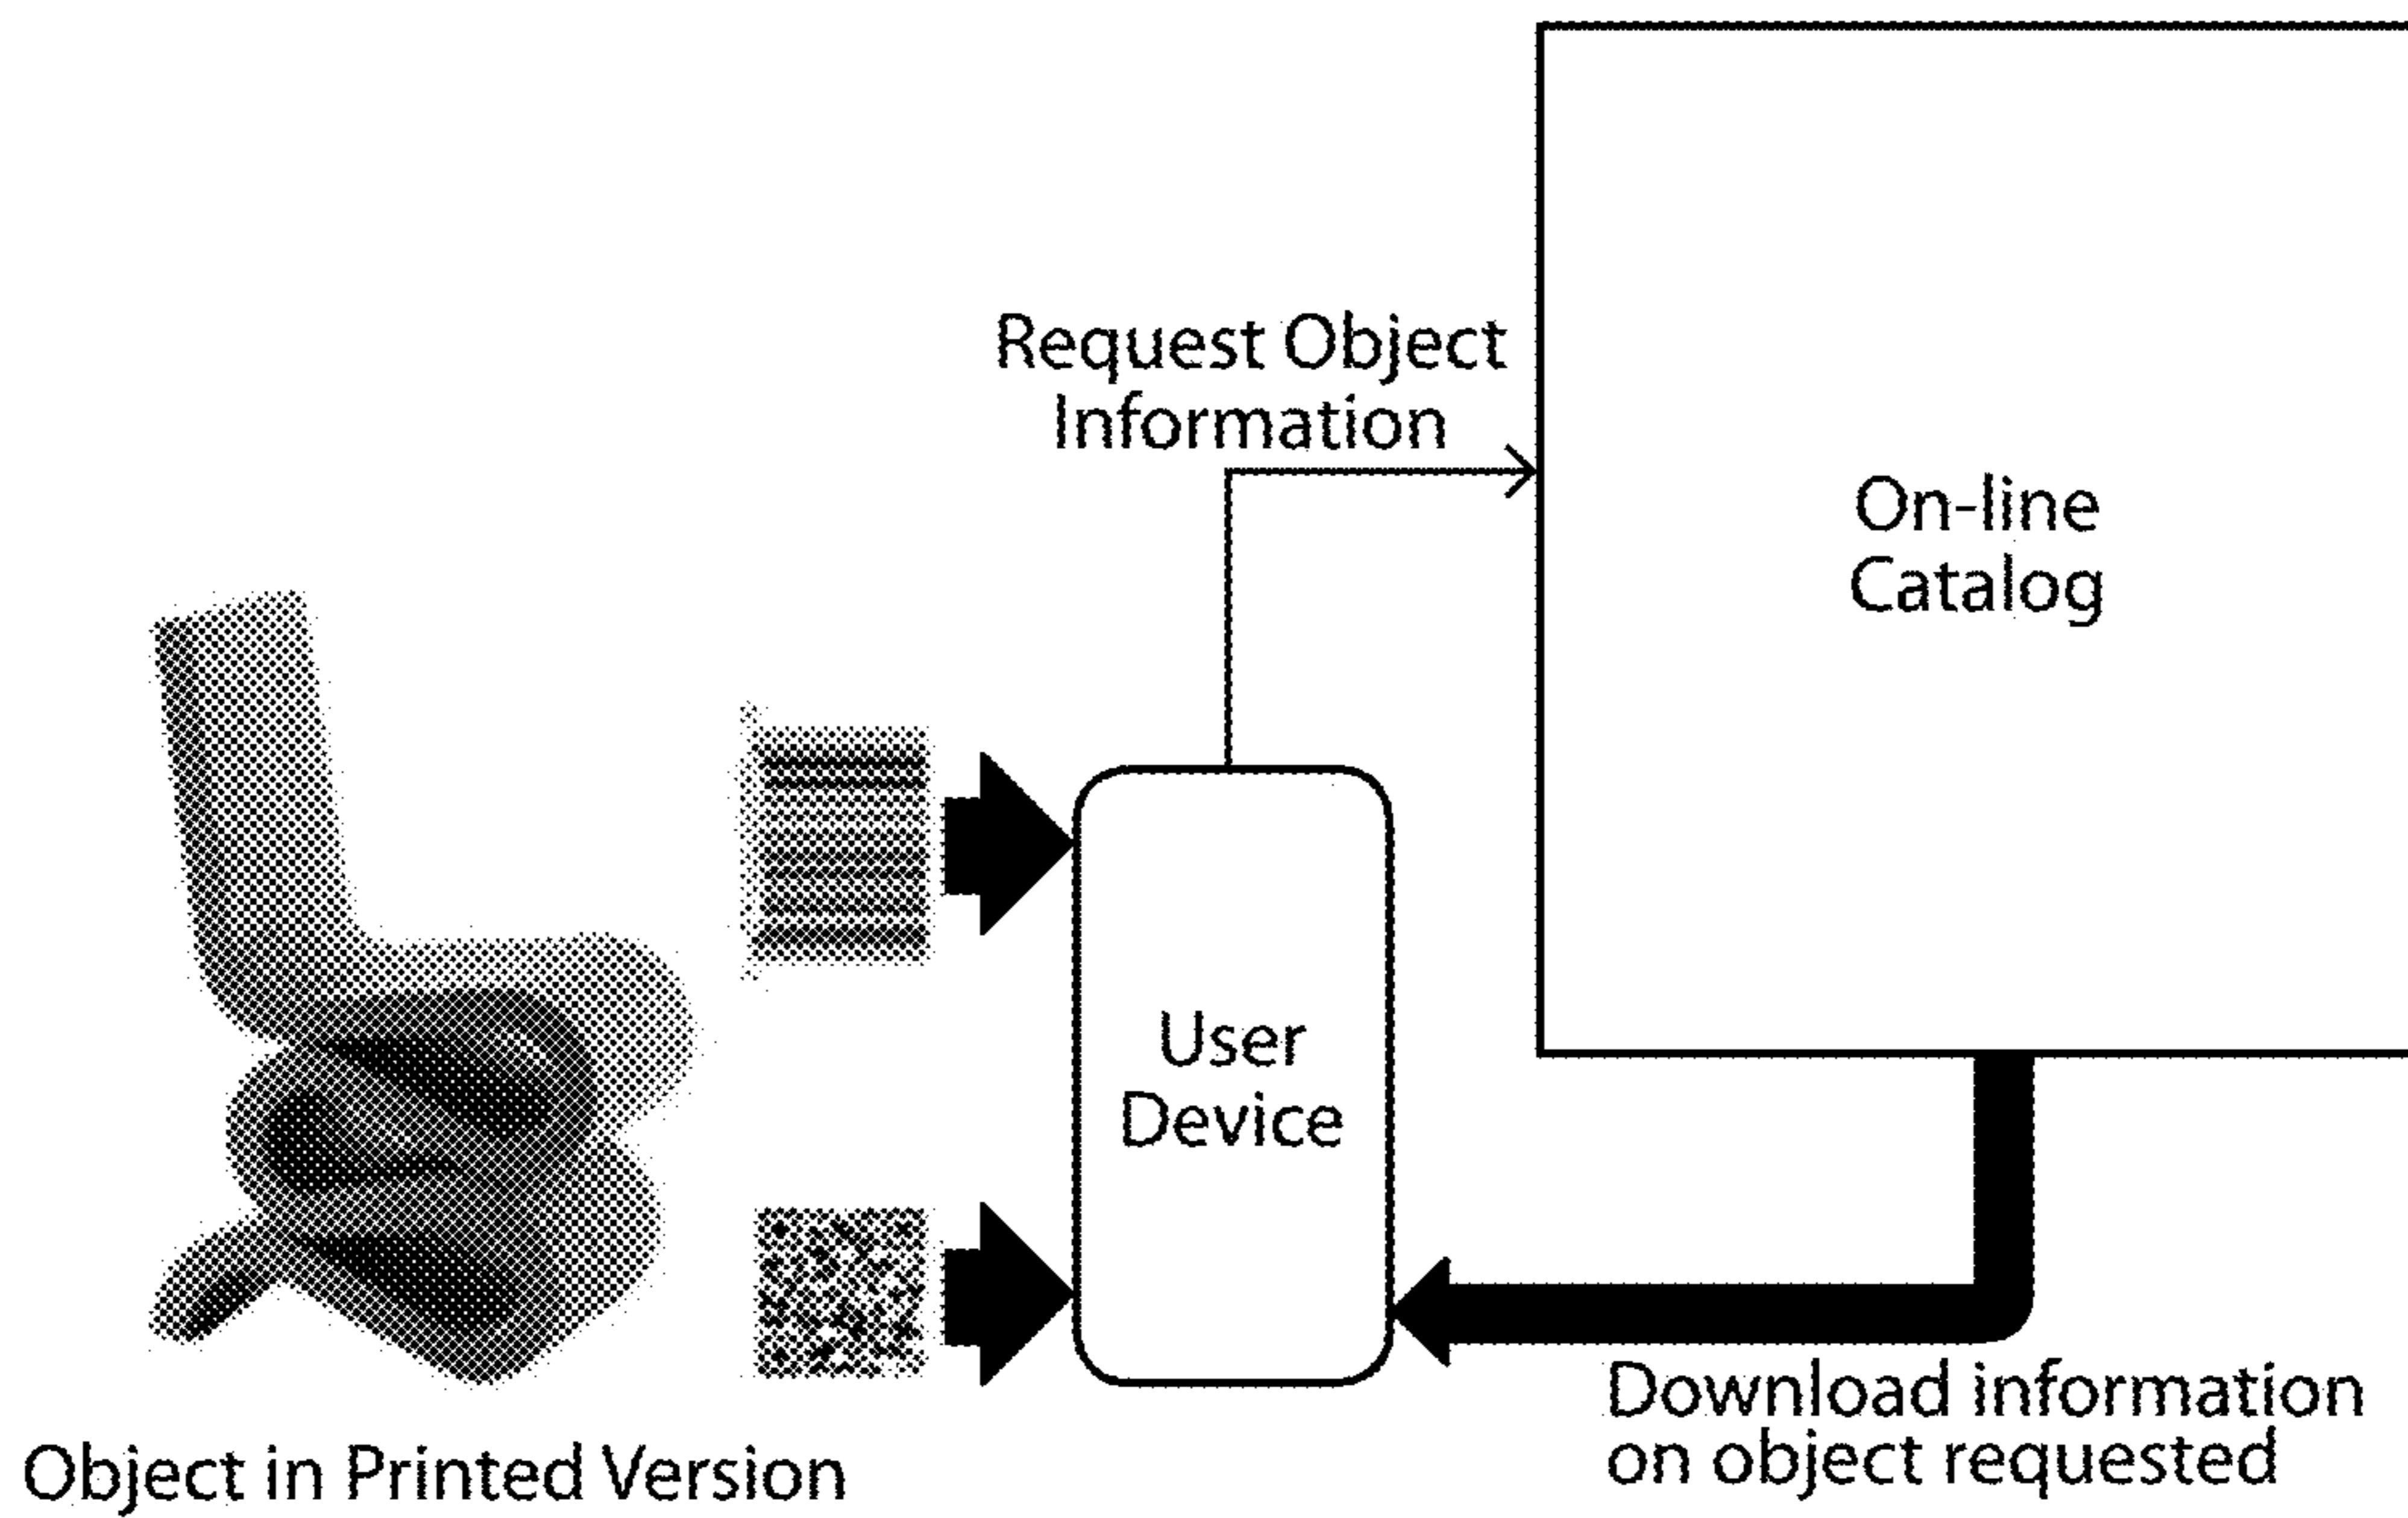 Request Object
Information
On-line
Catalog
User
Device
Download information
on object requested
Object in Printed Version